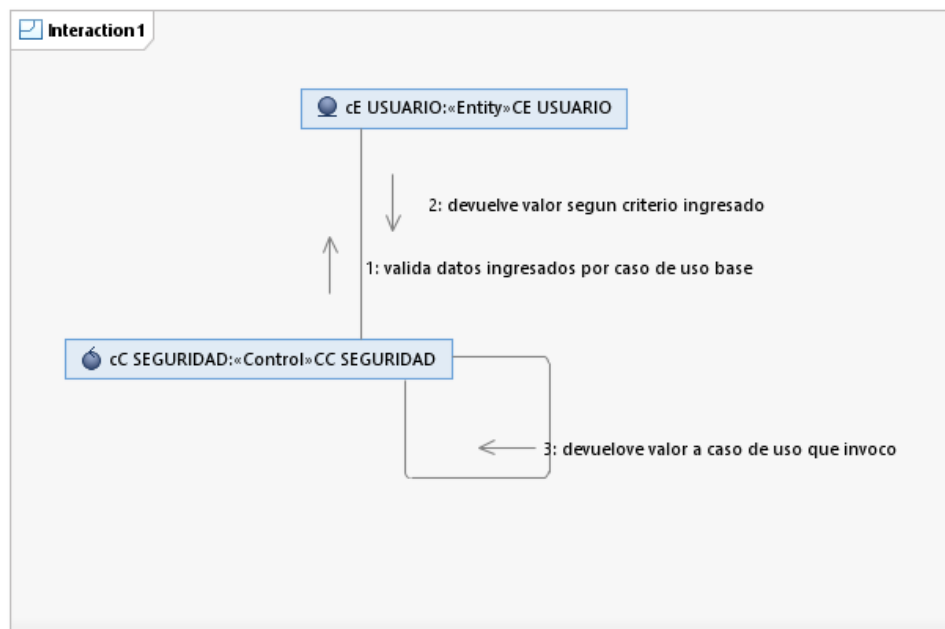 Interaction1
cE USUARIO:«Entity»CE USUARIO
2: devuelve valor segun criterio ingresado
1: valida datos ingresados por caso de uso base
cC SEGURIDAD:«Control»CC SEGURIDAD
3: devuelove valor a caso de uso que invoco